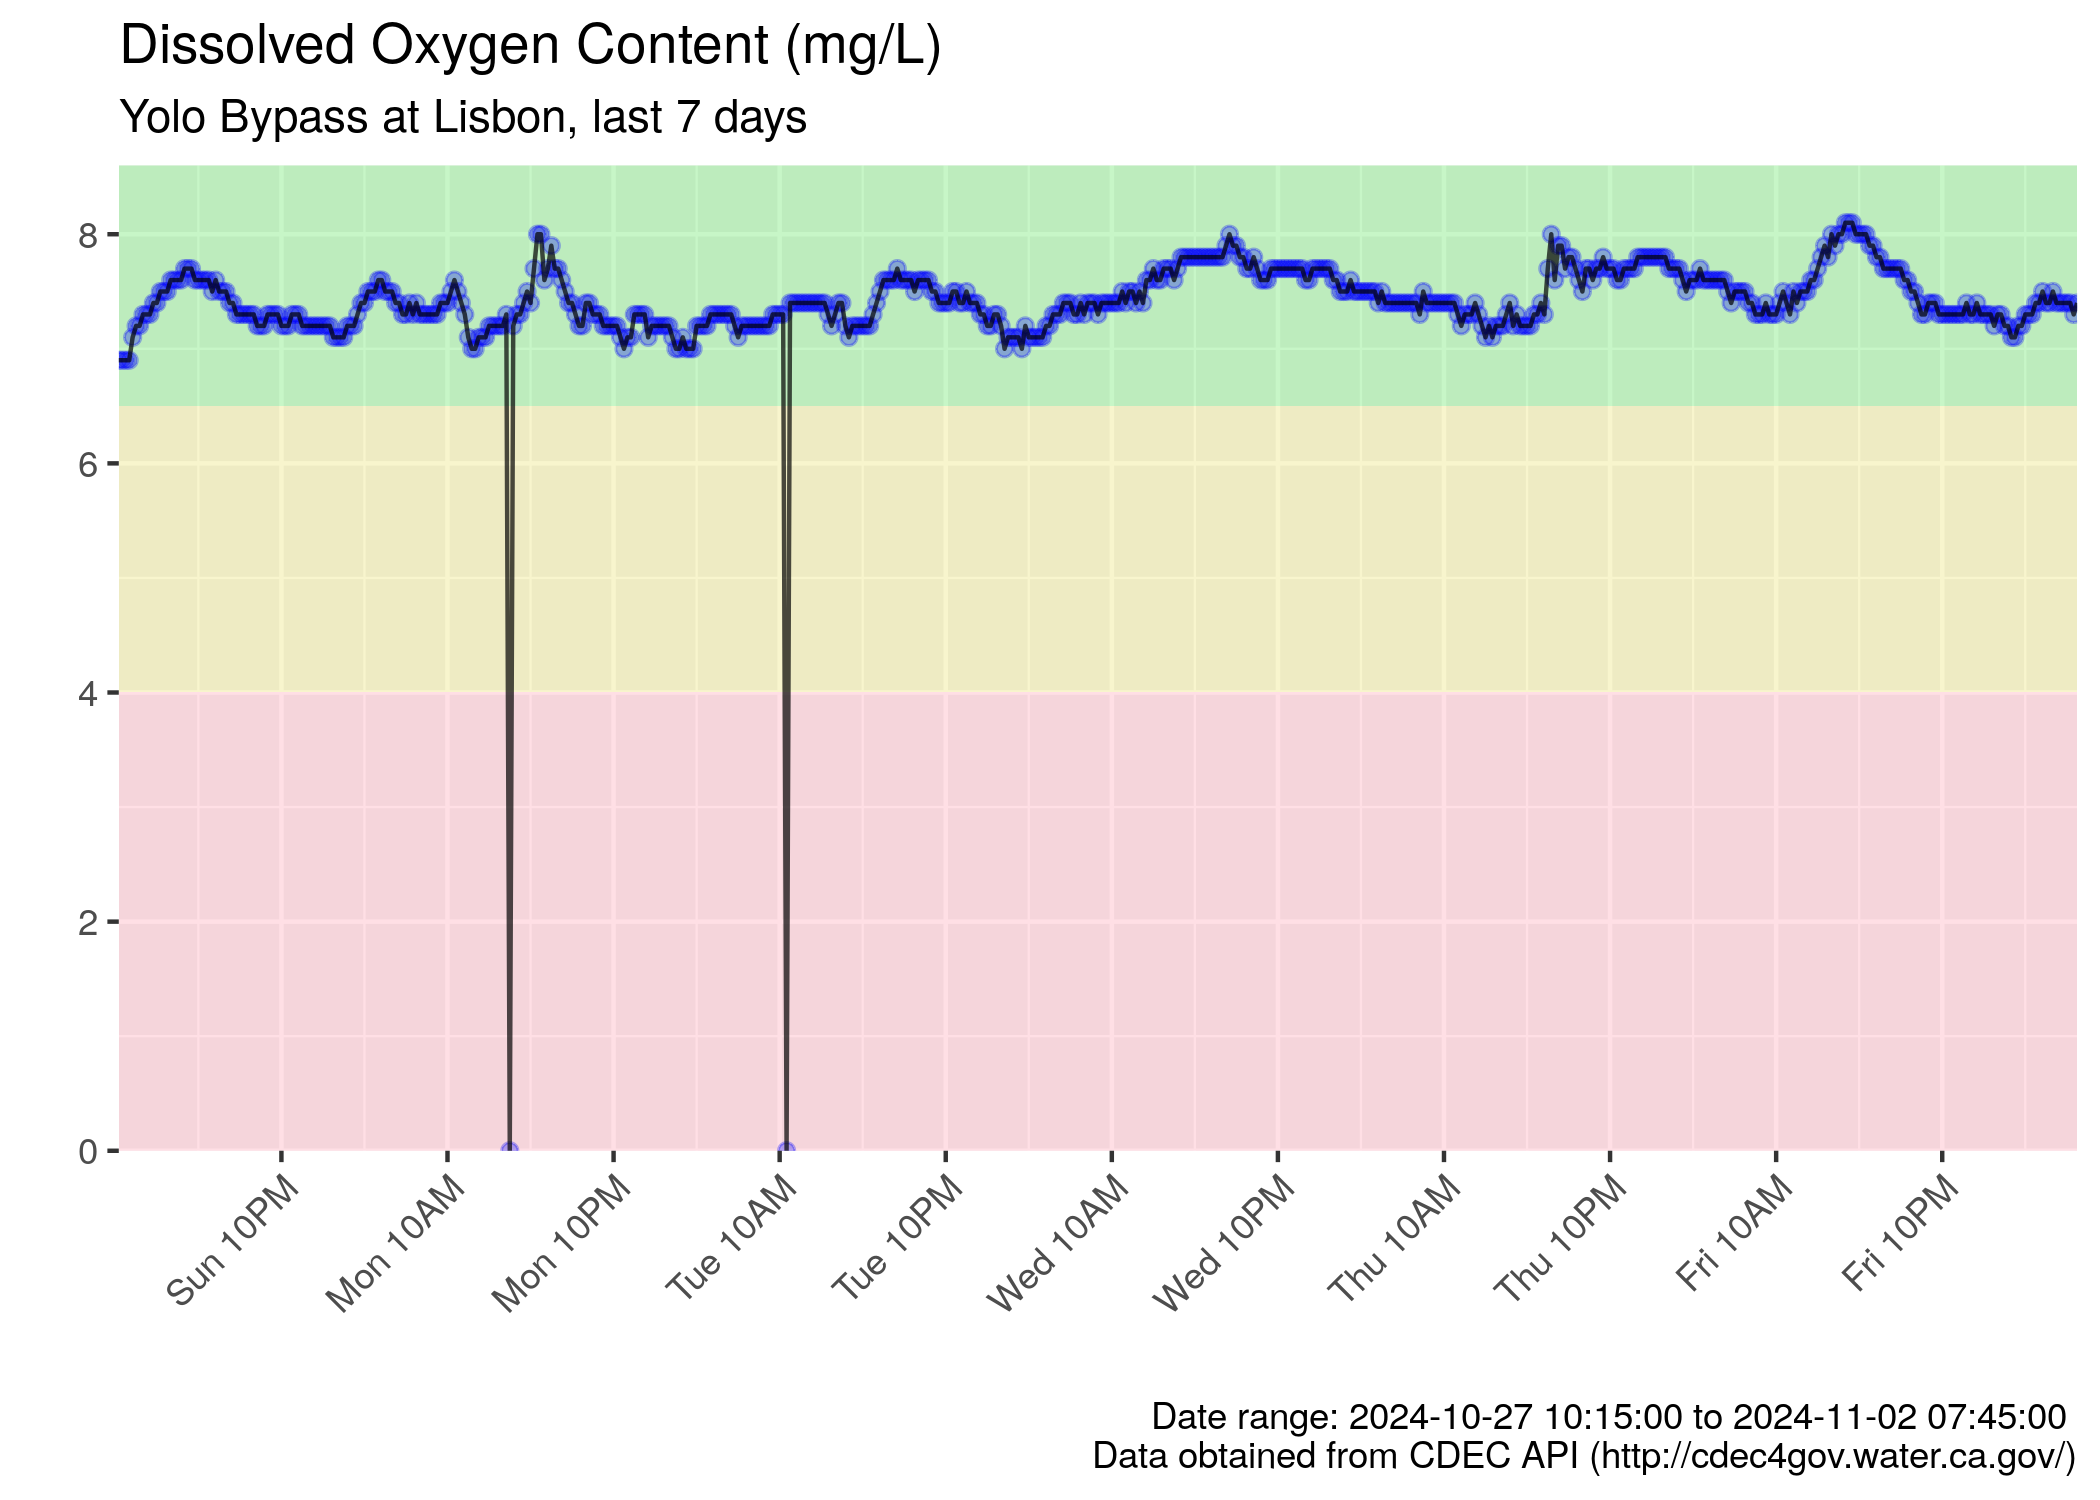 Dissolved Oxygen Content (mg/L)
Yolo Bypass at Lisbon, last 7 days
8
6
4
2
0
Sun 10PM
Mon 10AM
Mon 10PM
Tue 10AM
Tue 10PM
Wed 10AM
Wed 10PM
Thu 10AM
Thu 10PM
Fri 10AM
Fri 10PM
Date range: 2024-10-27 10:15:00 to 2024-11-02 07:45:00
Data obtained from CDEC API (http://cdec4gov.water.ca.gov/)